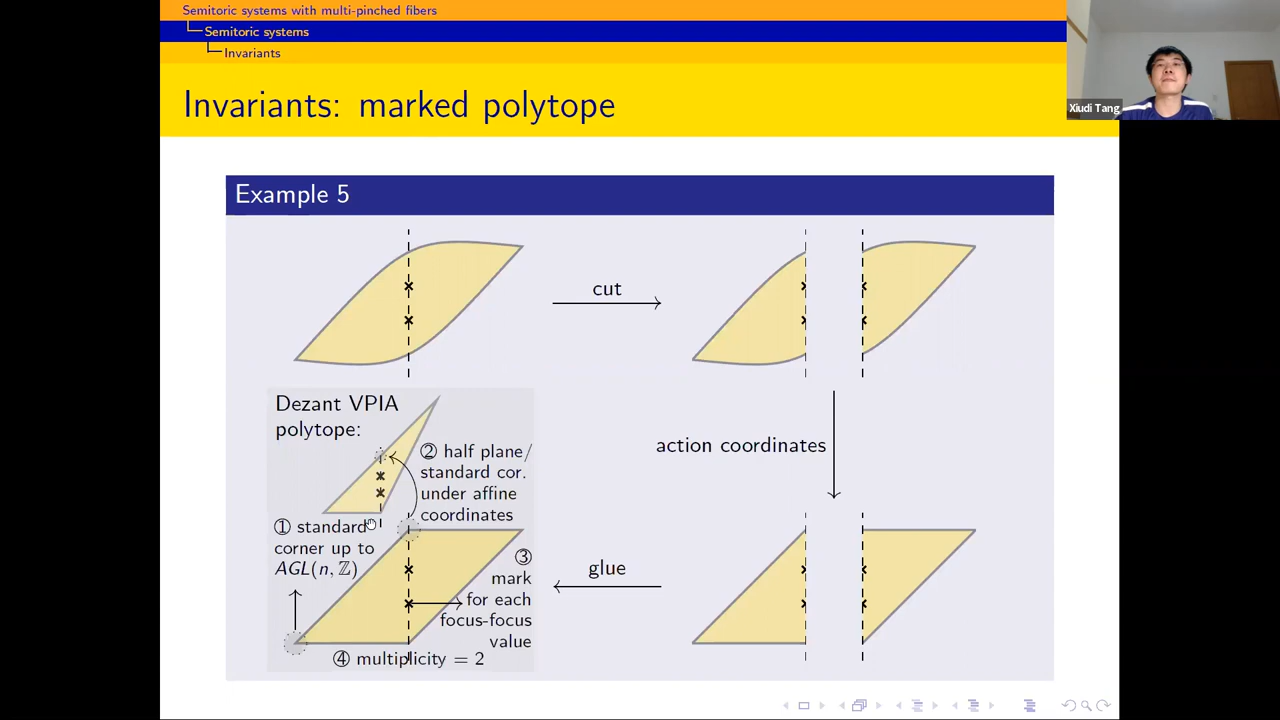 Semitoric systems with multi-pinched fibers
Semitoric systems
Invariants
Invariants: marked polytope
Xiudi Tang
Example 5
cut
Dezant VPIA
polytope:
② half plane/
standard cor.
under affine
coordinates
action coordinates
① standard
corner up to
AGL(n, ℤ)
③
mark
for each
focus-focus
value
glue
④ multiplicity = 2